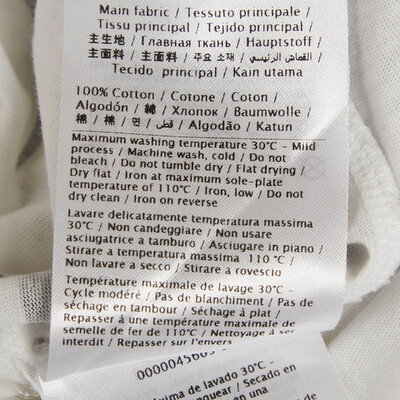 Main fabric / Tessuto principale /
Tissu principal / Tejido principal /
主生地 / Главная ткань / Hauptstoff /
主面料 / 主要面料 / 주요 소재 / القماش الرئيسي /
Tecido principal / Kain utama
100% Cotton / Cotone / Coton /
Algodón / 綿 / Хлопок / Baumwolle /
棉 / 棉 / 면 / قطن / Algodão / Katun
Maximum washing temperature 30°C - Mild
process / Machine wash, cold / Do not
bleach / Do not tumble dry / Flat drying /
Dry flat / Iron at maximum sole-plate
temperature of 110°C / Iron, low / Do not
dry clean / Iron on reverse
Lavare delicatamente temperatura massima
30°C / Non candeggiare / Non usare
asciugatrice a tamburo / Asciugare in piano /
Stirare a temperatura massima 110 °C /
Non lavare a secco / Stirare a rovescio
Température maximale de lavage 30°C -
Cycle modéré / Pas de blanchiment / Pas de
séchage en tambour / Séchage à plat /
Repasser à une température maximale de
semelle de fer de 110°C / Nettoyage à sec
interdit / Repasser sur l'envers
máxima de lavado 30°C -
Secado en